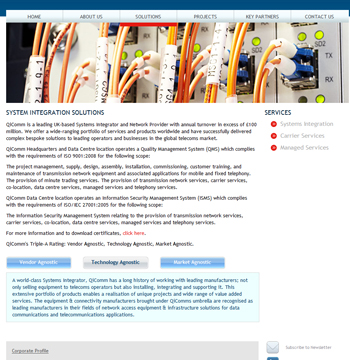 HOME ABOUT US SOLUTIONS PROJECTS KEY PARTNERS CONTACT US
SD2
TX
RX
SD2
TX
RX
SYSTEM INTEGRATION SOLUTIONS
QiComm is a leading UK-based Systems Integrator and Network Provider with annual turnover in excess of £100
million. We offer a wide-ranging portfolio of services and products worldwide and have successfully delivered
complex bespoke solutions to leading operators and businesses in the global telecoms market.
QiComm Headquarters and Data Centre location operates a Quality Management System (QMS) which complies
with the requirements of ISO 9001:2008 for the following scope:
The project management, supply, design, assembly, installation, commissioning, customer training, and
maintenance of transmission network equipment and associated applications for mobile and fixed telephony.
The provision of minute trading services. The provision of transmission network services, carrier services,
co-location, data centre services, managed services and telephony services.
QiComm Data Centre location operates an Information Security Management System (ISMS) which complies
with the requirements of ISO/IEC 27001:2005 for the following scope:
The Information Security Management System relating to the provision of transmission network services,
carrier services, co-location, data centre services, managed services and telephony services.
For more information and to download certificates, click here.
QiComm's Triple-A Rating: Vendor Agnostic, Technology Agnostic, Market Agnostic.
Vendor Agnostic Technology Agnostic Market Agnostic
A world-class Systems Integrator, QiComm has a long history of working with leading manufacturers; not
only selling equipment to telecoms operators but also installing, integrating and supporting it. This
extensive portfolio of products enables a realisation of unique projects and wide range of value added
services. The equipment & connectivity manufacturers brought under QiComms umbrella are recognised as
leading manufacturers in their fields of network access equipment & infrastructure solutions for data
communications and telecommunications applications.
SERVICES
Systems Integration
Carrier Services
Managed Services
Corporate Profile
Subscribe to Newsletter